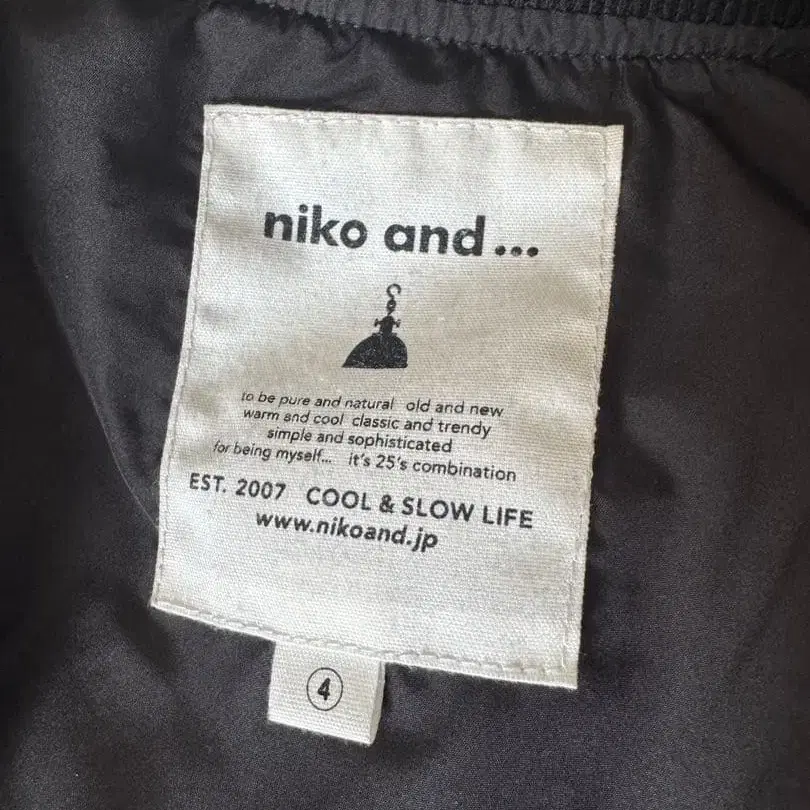 niko and...
to be pure and natural old and new
warm and cool classic and trendy
simple and sophisticated
for being myself... it's 25's combination
EST. 2007 COOL & SLOW LIFE
www.nikoand.jp
4